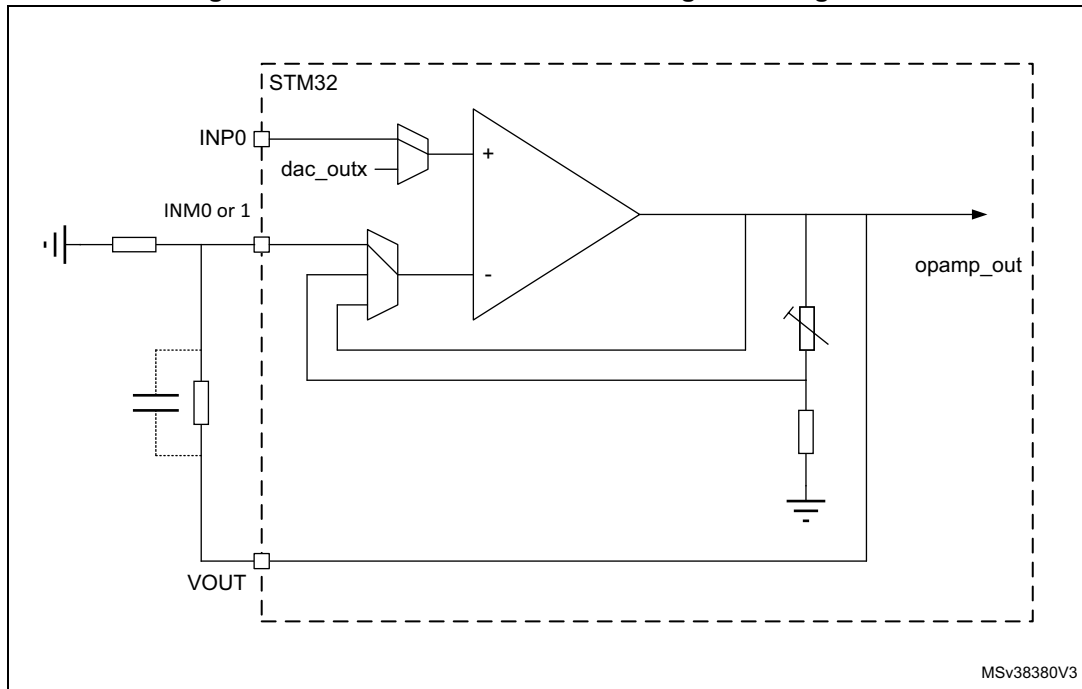 STM32
INP0
+
dac_outx
INM0 or 1
-
opamp_out
VOUT
MSv38380V3